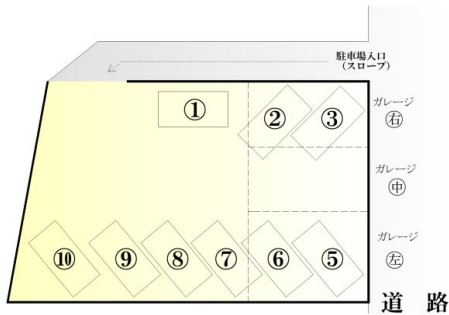 駐車場入口
（スロープ）
①
②
③
ガレージ
㊨
ガレージ
㊥
⑩
⑨
⑧
⑦
⑥
⑤
ガレージ
㊧
道　路